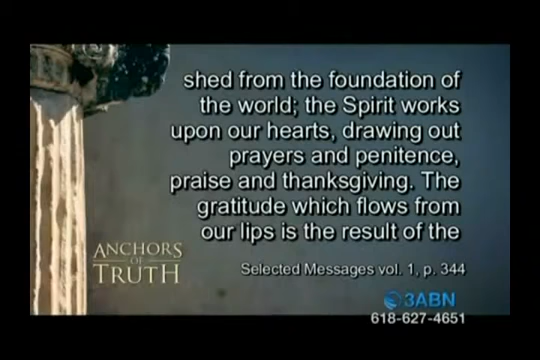 shed from the foundation of
the world; the Spirit works
upon our hearts, drawing out
prayers and penitence,
praise and thanksgiving. The
gratitude which flows from
our lips is the result of the
ANCHORS
OF
TRUTH
Selected Messages vol. 1, p. 344
3ABN
618-627-4651